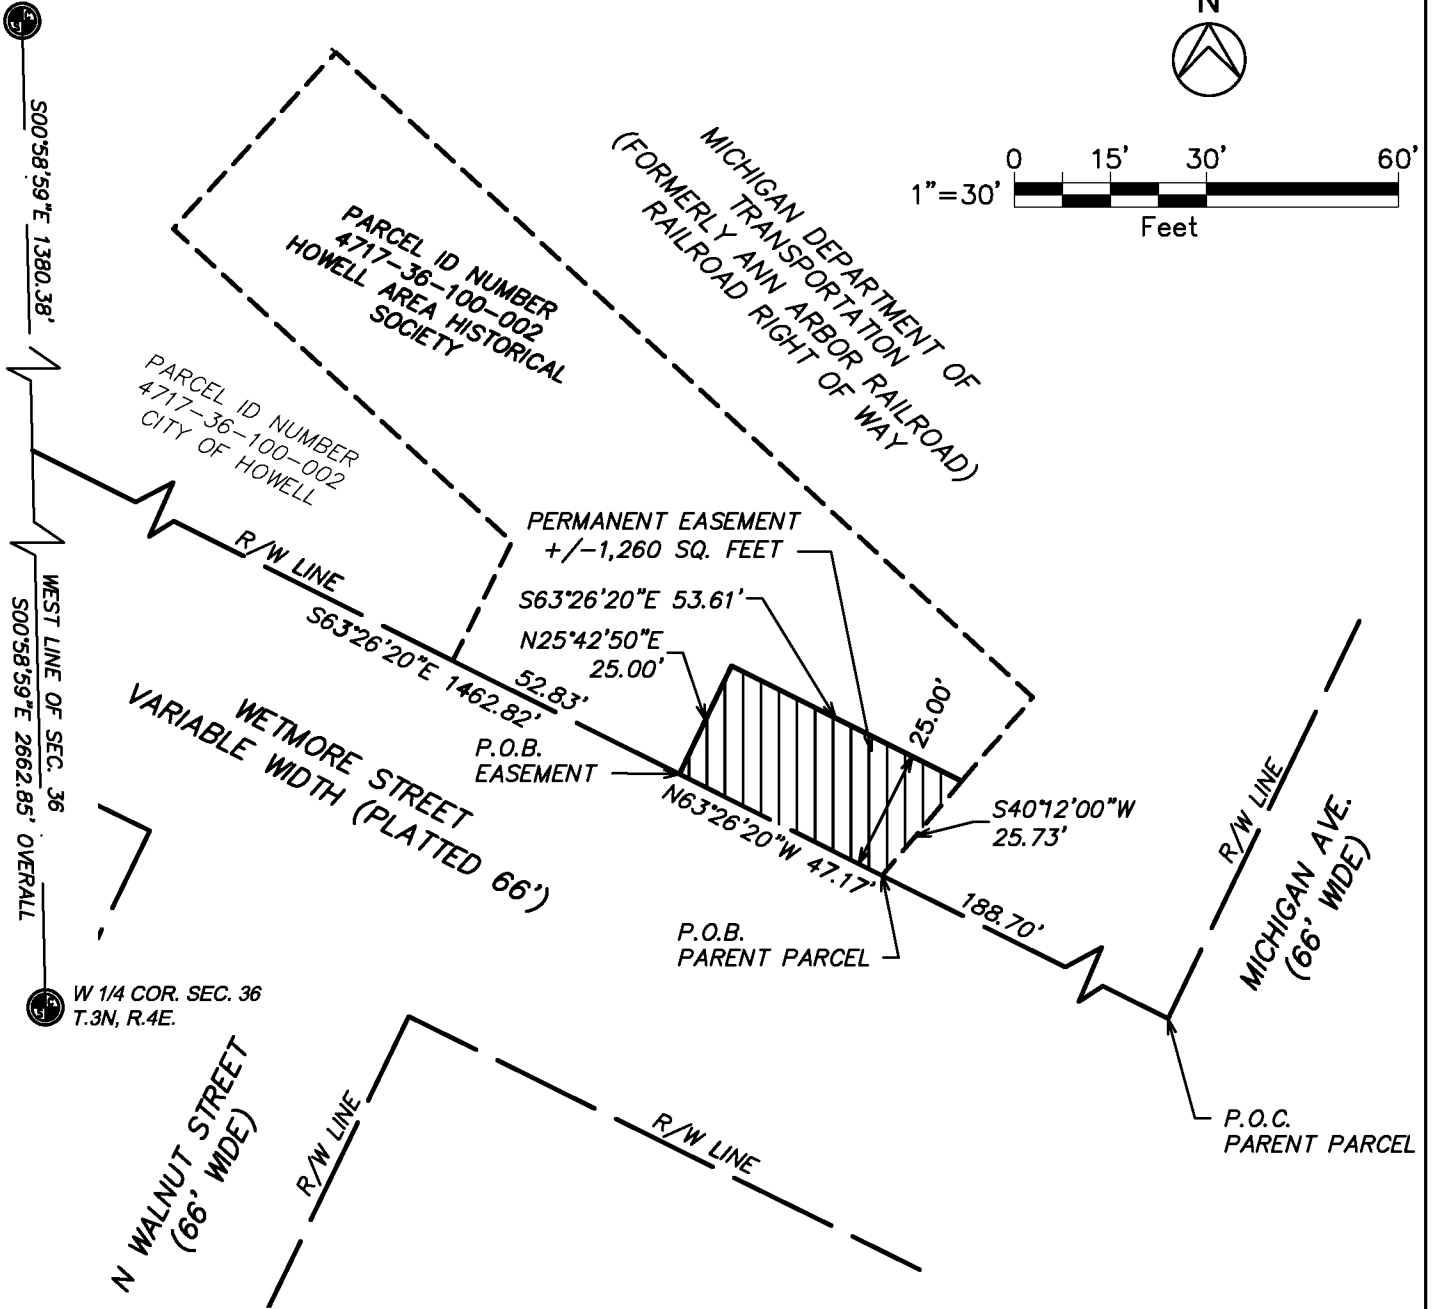 N
0 15' 30' 60'
1"=30'
Feet
S00°58'59"E 1380.38'
MICHIGAN DEPARTMENT OF
TRANSPORTATION
(FORMERLY ANN ARBOR RAILROAD)
RAILROAD RIGHT OF WAY
PARCEL ID NUMBER
4717-36-100-002
HOWELL AREA HISTORICAL
SOCIETY
PARCEL ID NUMBER
4717-36-100-002
CITY OF HOWELL
R/W LINE
S63°26'20"E 1462.82'
52.83'
PERMANENT EASEMENT
+/-1,260 SQ. FEET
S63°26'20"E 53.61'
N25°42'50"E
25.00'
25.00'
P.O.B.
EASEMENT
N63°26'20"W 47.17'
S40°12'00"W
25.73'
WETMORE STREET
VARIABLE WIDTH (PLATTED 66')
WEST LINE OF SEC. 36
S00°58'59"E 2662.85' OVERALL
R/W LINE
MICHIGAN AVE.
(66' WIDE)
188.70'
P.O.B.
PARENT PARCEL
W 1/4 COR. SEC. 36
T.3N, R.4E.
N WALNUT STREET
(66' WIDE)
R/W LINE
R/W LINE
P.O.C.
PARENT PARCEL